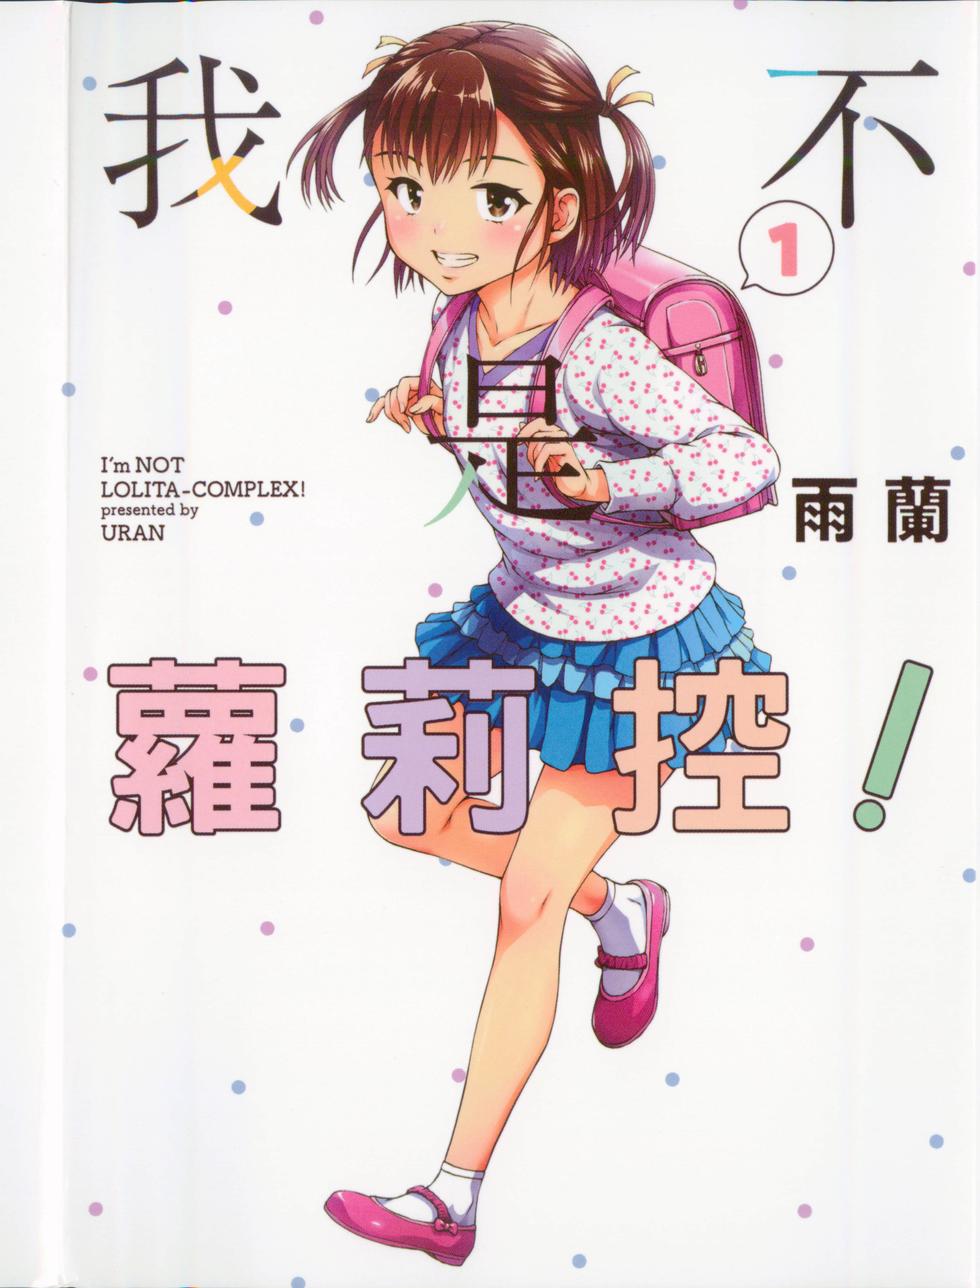 我不是
蘿莉控!
1
雨蘭
I'm NOT
LOLITA-COMPLEX!
presented by
URAN